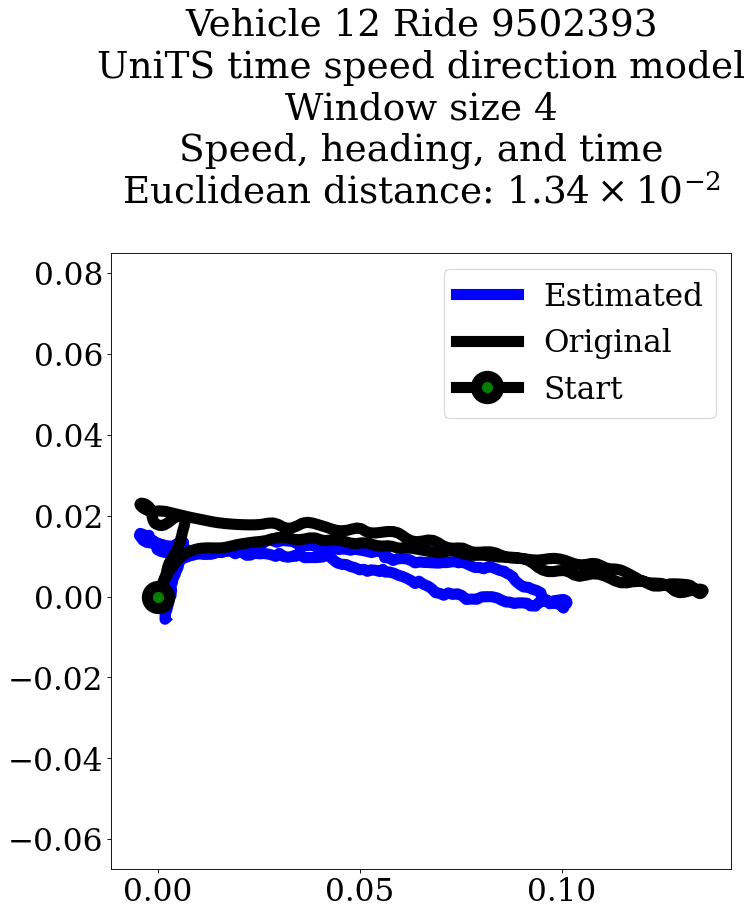 Vehicle 12 Ride 9502393
UniTS time speed direction model
Window size 4
Speed, heading, and time
Euclidean distance: 1.34 × 10⁻²
Estimated
Original
Start
0.08
0.06
0.04
0.02
0.00
−0.02
−0.04
−0.06
0.00 0.05 0.10